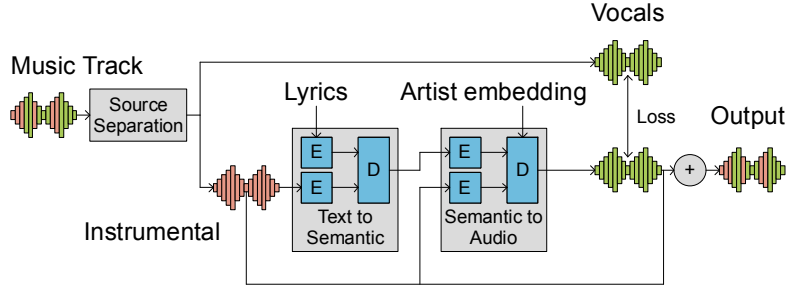 Vocals
Music Track
Source
Separation
Lyrics
Artist embedding
Loss
Output
E
D
E
E
D
E
+
Instrumental
Text to
Semantic
Semantic to
Audio